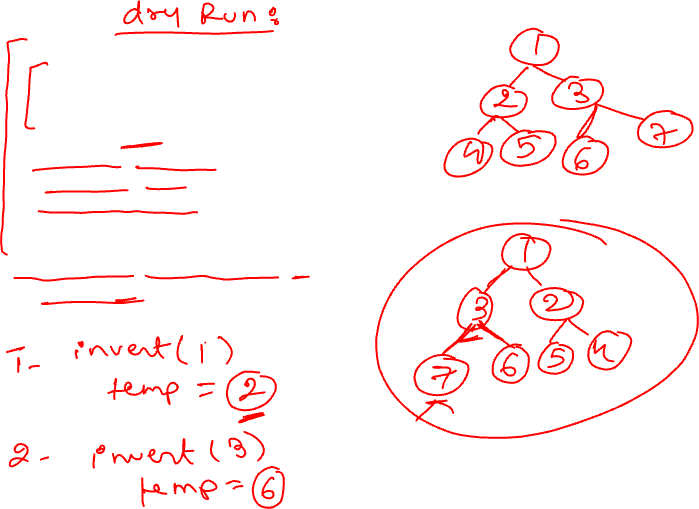 dry Run :
1
2 3
4 5 6 7
1
3 2
7 6 5 4
1- invert(1)
temp = 2
2- invert(3)
temp = 6